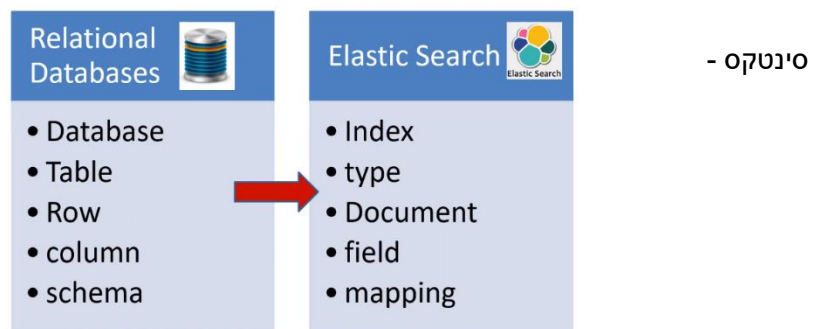 סינטקס -
Relational
Databases
• Database
• Table
• Row
• column
• schema
Elastic Search
Elastic Search
• Index
• type
• Document
• field
• mapping